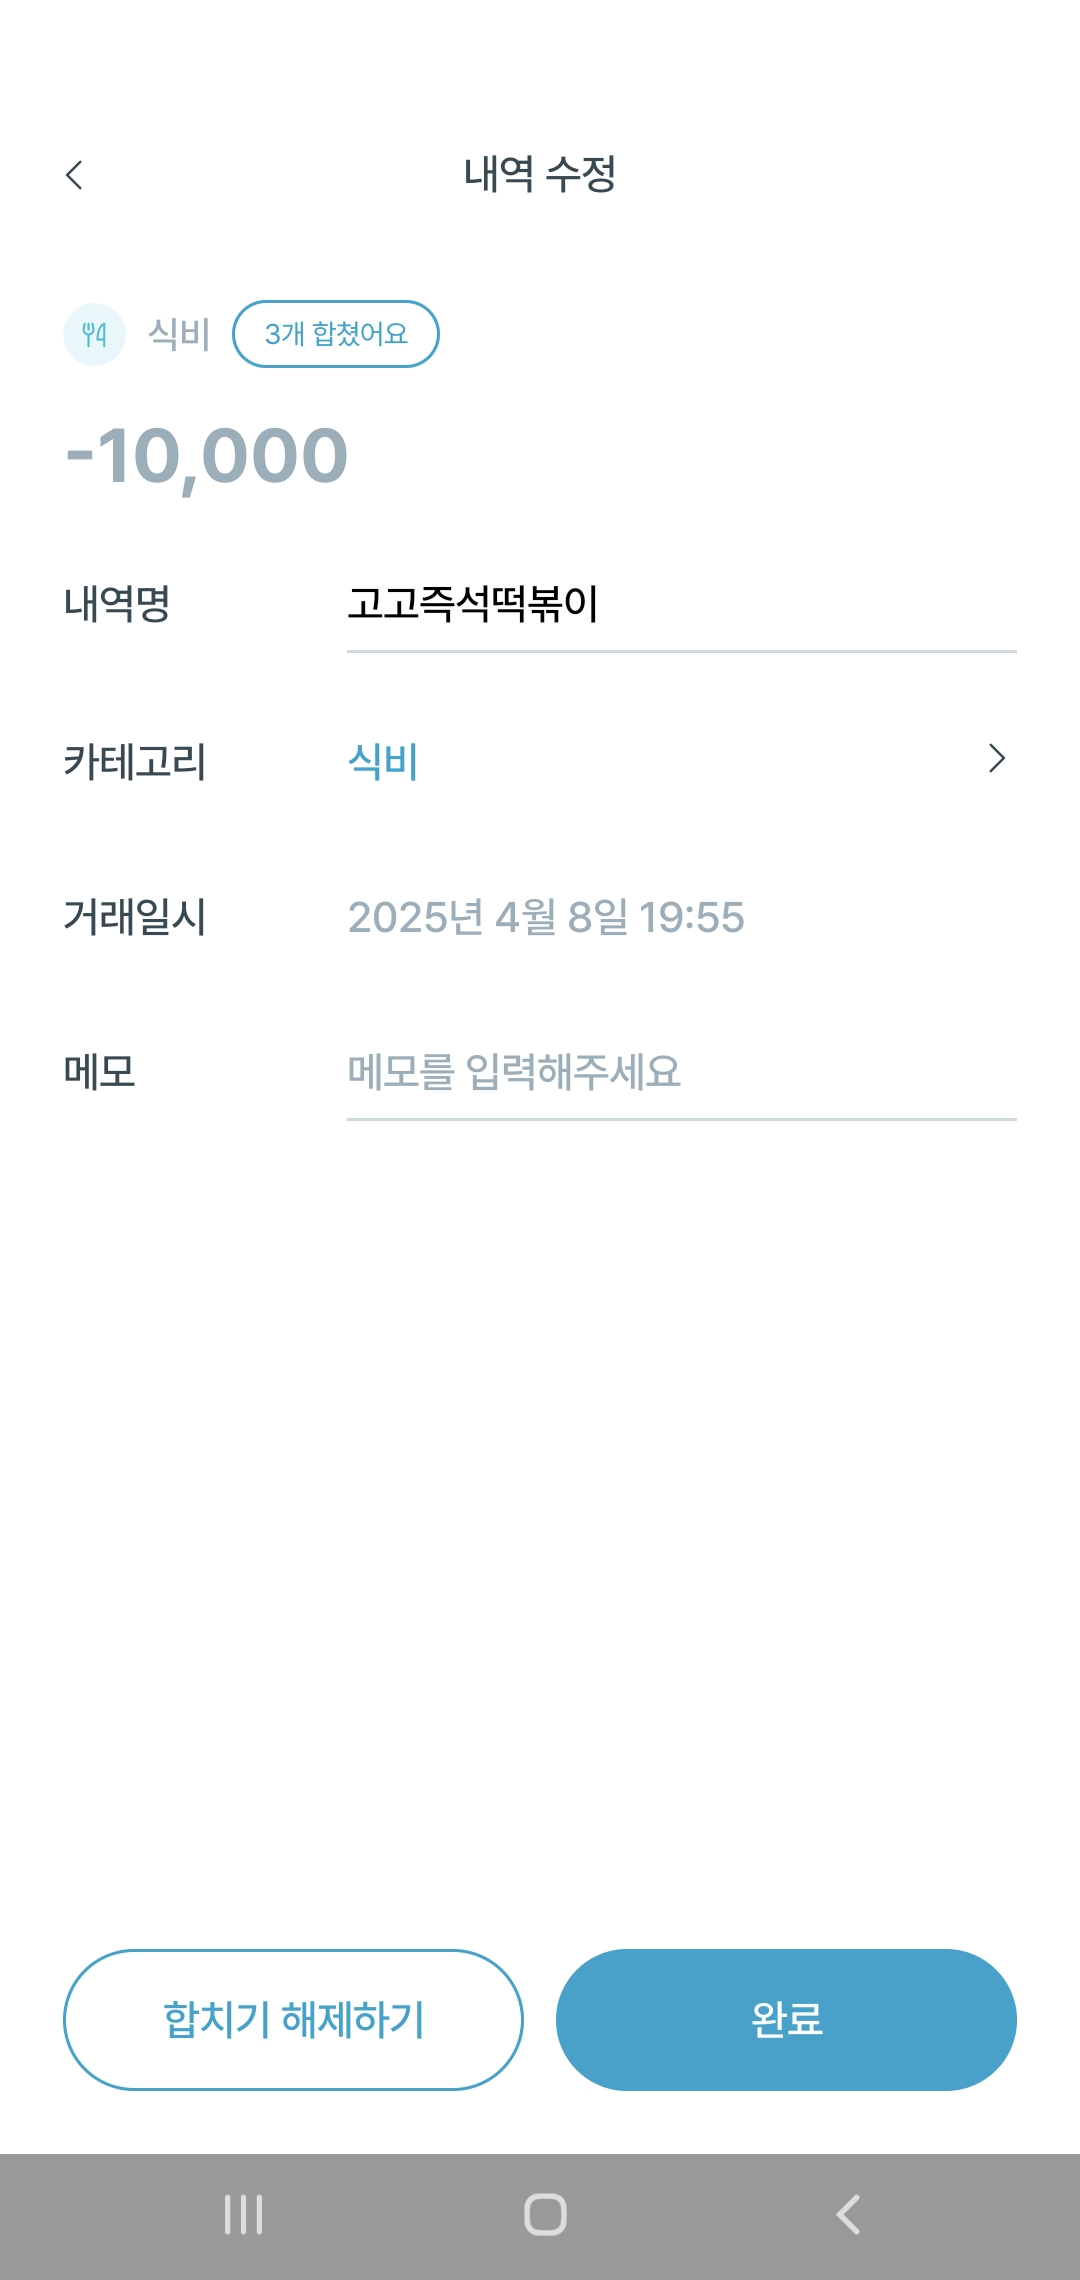 내역 수정
식비 3개 합쳤어요
-10,000
내역명 고고즉석떡볶이
카테고리 식비
거래일시 2025년 4월 8일 19:55
메모 메모를 입력해주세요
합치기 해제하기 완료